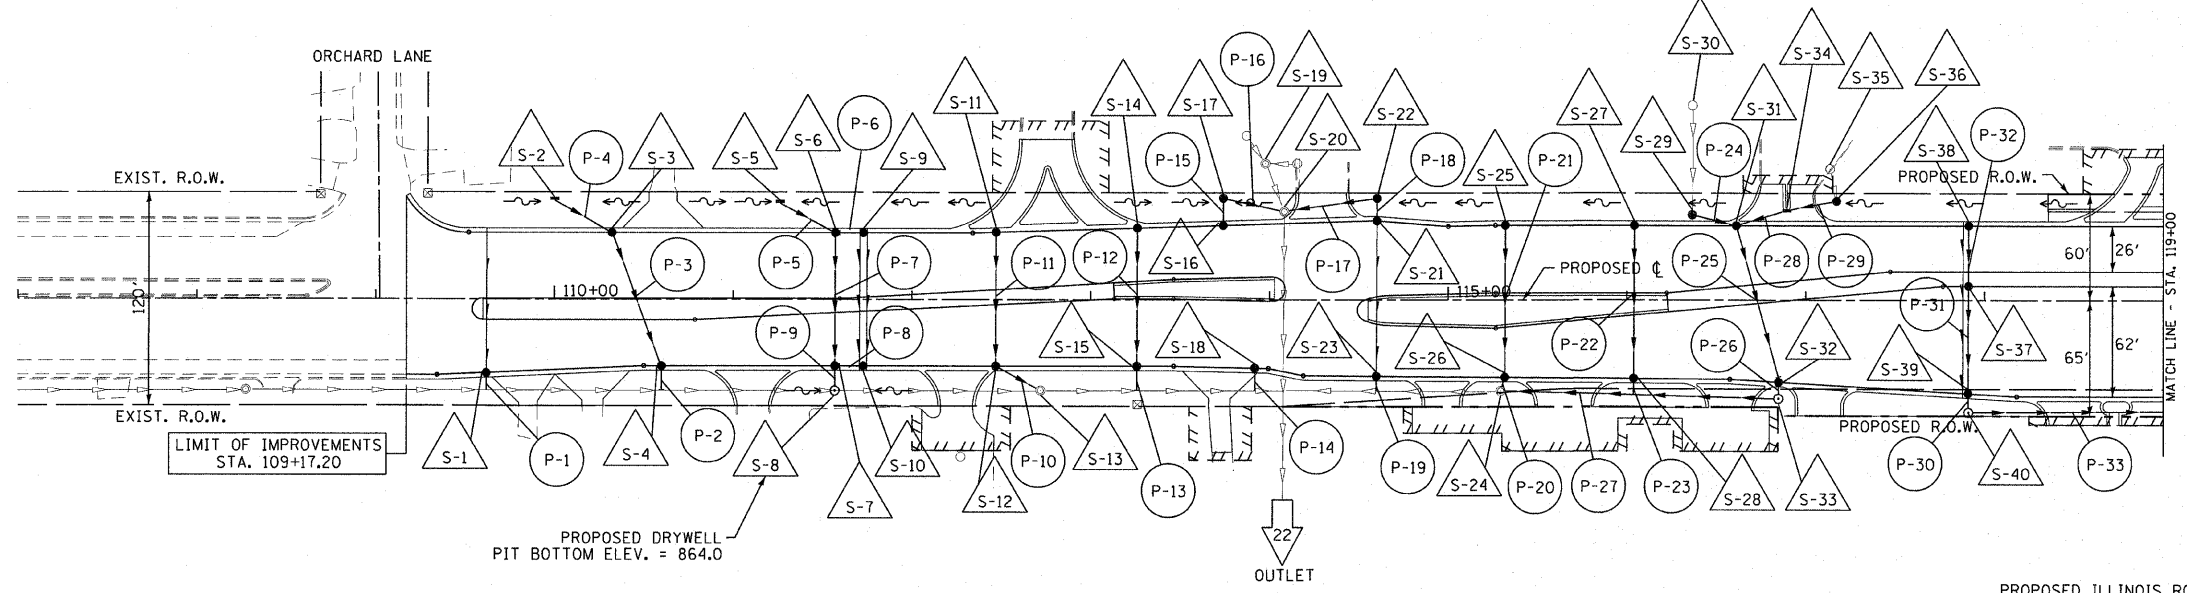 ORCHARD LANE
EXIST. R.O.W.
120'
EXIST. R.O.W.
LIMIT OF IMPROVEMENTS
STA. 109+17.20
S-2
P-4
S-3
S-5
S-6
P-6
S-9
S-11
S-14
S-17
P-16
S-19
S-20
S-22
P-18
S-25
P-21
S-27
S-29
S-30
P-24
S-31
S-34
S-35
S-36
S-38
P-32
PROPOSED R.O.W.
P-15
P-3
P-5
P-7
P-11
P-12
S-16
P-17
S-21
PROPOSED ℄
P-25
P-28
P-29
60'
26'
110+00
115+00
P-9
P-8
S-15
S-18
S-23
S-26
P-22
P-26
S-32
S-39
P-31
S-37
65'
62'
MATCH LINE - STA. 119+00
S-1
P-1
S-4
P-2
S-8
S-7
S-10
S-12
P-10
S-13
P-13
P-14
P-19
S-24
P-20
P-27
P-23
S-28
S-33
PROPOSED R.O.W.
P-30
S-40
P-33
PROPOSED DRYWELL
PIT BOTTOM ELEV. = 864.0
22
OUTLET
PROPOSED ILLINOIS